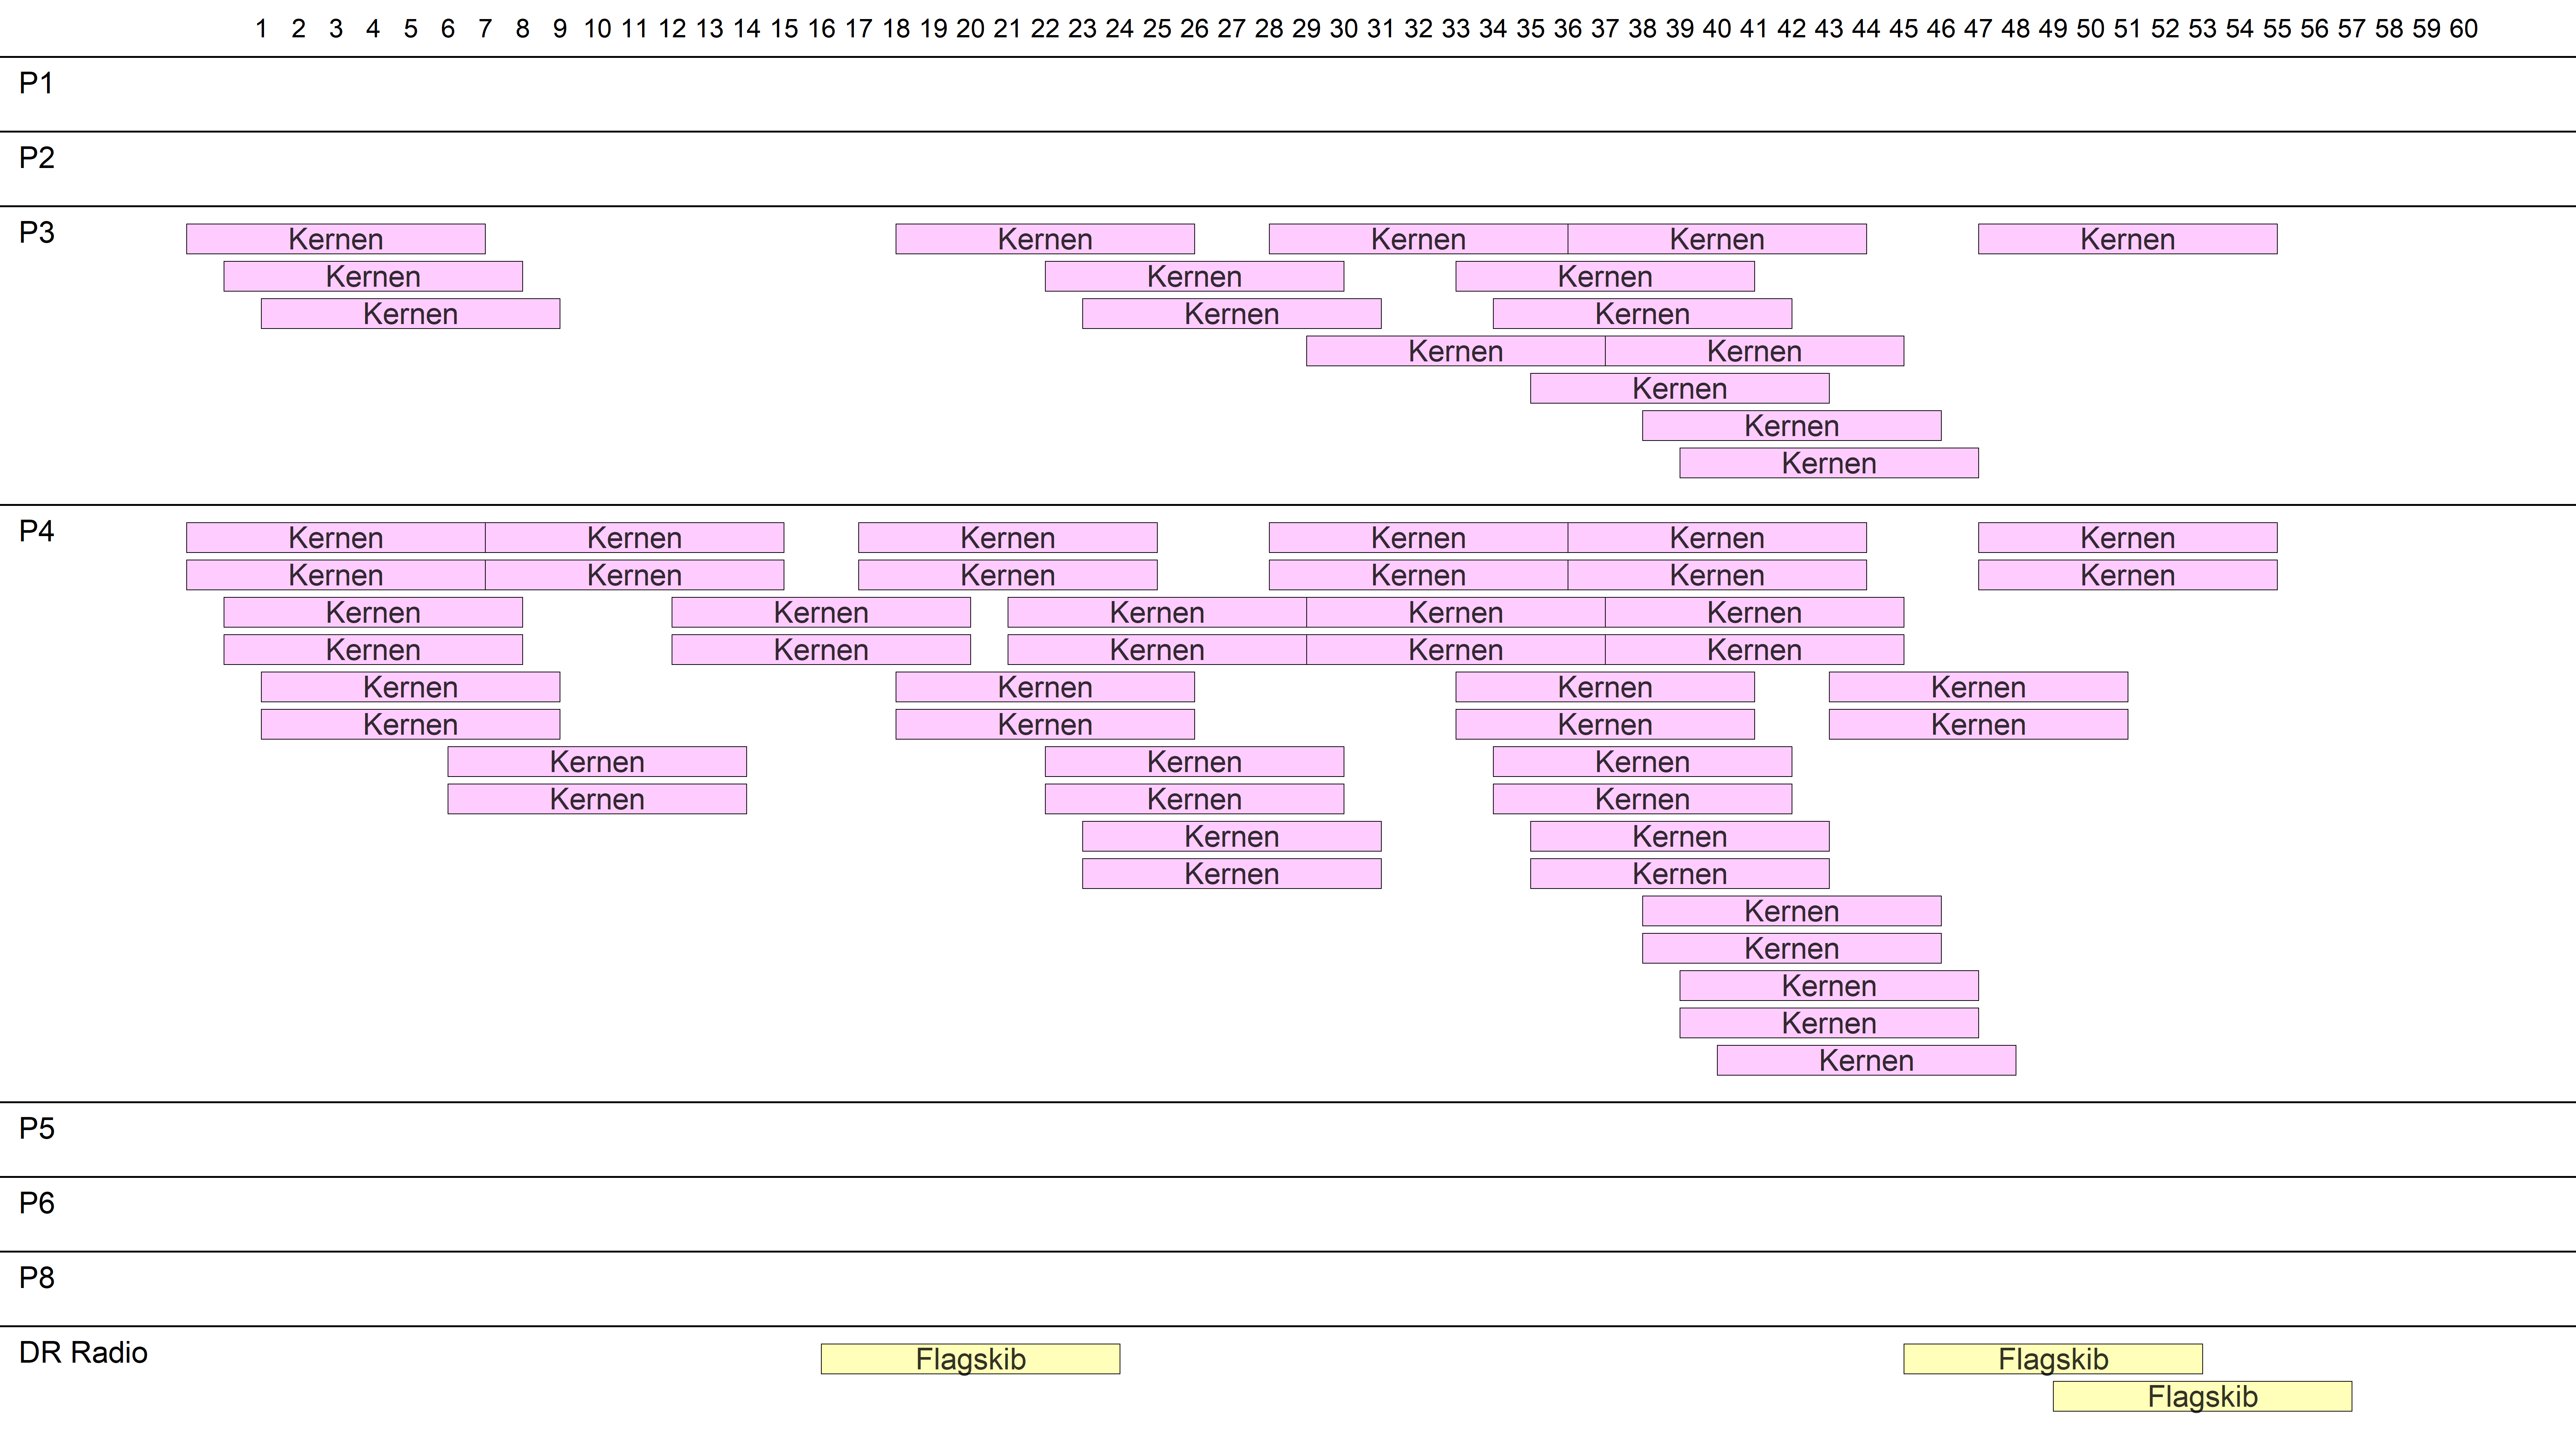 1 2 3 4 5 6 7 8 9 10 11 12 13 14 15 16 17 18 19 20 21 22 23 24 25 26 27 28 29 30 31 32 33 34 35 36 37 38 39 40 41 42 43 44 45 46 47 48 49 50 51 52 53 54 55 56 57 58 59 60
P1
P2
P3
Kernen Kernen Kernen Kernen Kernen
Kernen Kernen Kernen
Kernen Kernen Kernen
Kernen Kernen
Kernen
Kernen
Kernen
P4
Kernen Kernen Kernen Kernen Kernen Kernen
Kernen Kernen Kernen Kernen Kernen Kernen
Kernen Kernen Kernen Kernen Kernen
Kernen Kernen Kernen Kernen Kernen
Kernen Kernen Kernen Kernen
Kernen Kernen Kernen Kernen
Kernen Kernen Kernen
Kernen Kernen Kernen
Kernen Kernen
Kernen Kernen
Kernen
Kernen
Kernen
Kernen
Kernen
P5
P6
P8
DR Radio
Flagskib Flagskib
Flagskib